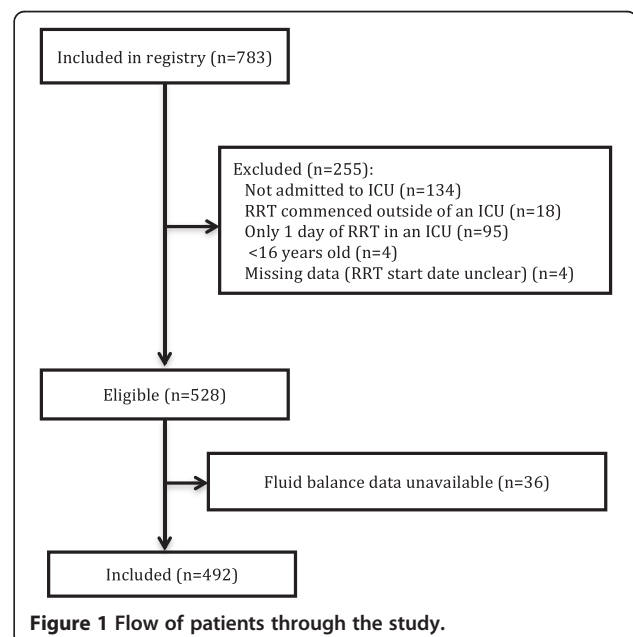 Included in registry (n=783)
Excluded (n=255):
Not admitted to ICU (n=134)
RRT commenced outside of an ICU (n=18)
Only 1 day of RRT in an ICU (n=95)
<16 years old (n=4)
Missing data (RRT start date unclear) (n=4)
Eligible (n=528)
Fluid balance data unavailable (n=36)
Included (n=492)
Figure 1 Flow of patients through the study.